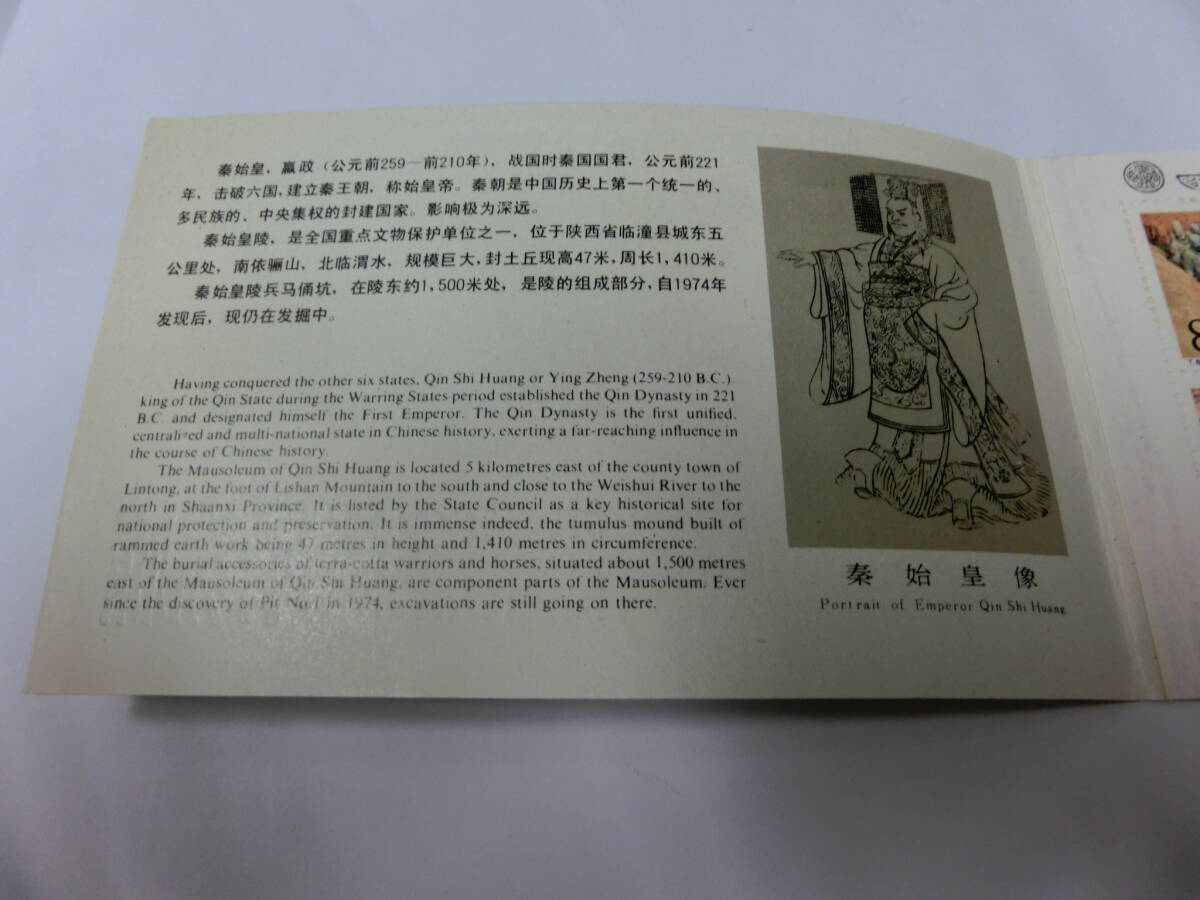 秦始皇，嬴政（公元前259—前210年），战国时秦国国君，公元前221
年，击破六国，建立秦王朝，称始皇帝。秦朝是中国历史上第一个统一的、
多民族的、中央集权的封建国家。影响极为深远。
秦始皇陵，是全国重点文物保护单位之一，位于陕西省临潼县城东五
公里处，南依骊山，北临渭水，规模巨大，封土丘现高47米，周长1,410米。
秦始皇陵兵马俑坑，在陵东约1,500米处，是陵的组成部分，自1974年
发现后，现仍在发掘中。
Having conquered the other six states, Qin Shi Huang or Ying Zheng (259-210 B.C.)
king of the Qin State during the Warring States period established the Qin Dynasty in 221
B.C. and designated himself the First Emperor. The Qin Dynasty is the first unified,
centralized and multi-national state in Chinese history, exerting a far-reaching influence in
the course of Chinese history.
The Mausoleum of Qin Shi Huang is located 5 kilometres east of the county town of
Lintong, at the foot of Lishan Mountain to the south and close to the Weishui River to the
north in Shaanxi Province. It is listed by the State Council as a key historical site for
national protection and preservation. It is immense indeed, the tumulus mound built of
rammed earth work being 47 metres in height and 1,410 metres in circumference.
The burial accessories of terra-cotta warriors and horses, situated about 1,500 metres
east of the Mausoleum of Qin Shi Huang, are component parts of the Mausoleum. Ever
since the discovery of Pit No.1 in 1974, excavations are still going on there.
秦始皇像
Portrait of Emperor Qin Shi Huang
8